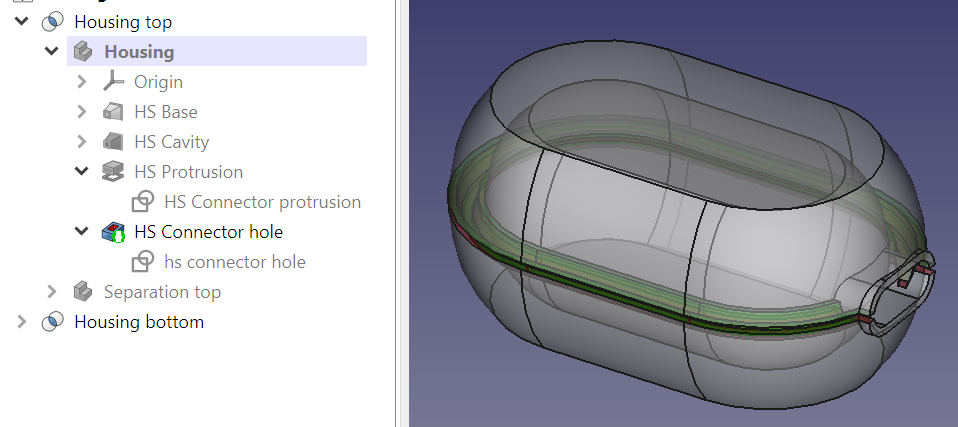 Housing top
Housing
Origin
HS Base
HS Cavity
HS Protrusion
HS Connector protrusion
HS Connector hole
hs connector hole
Separation top
Housing bottom